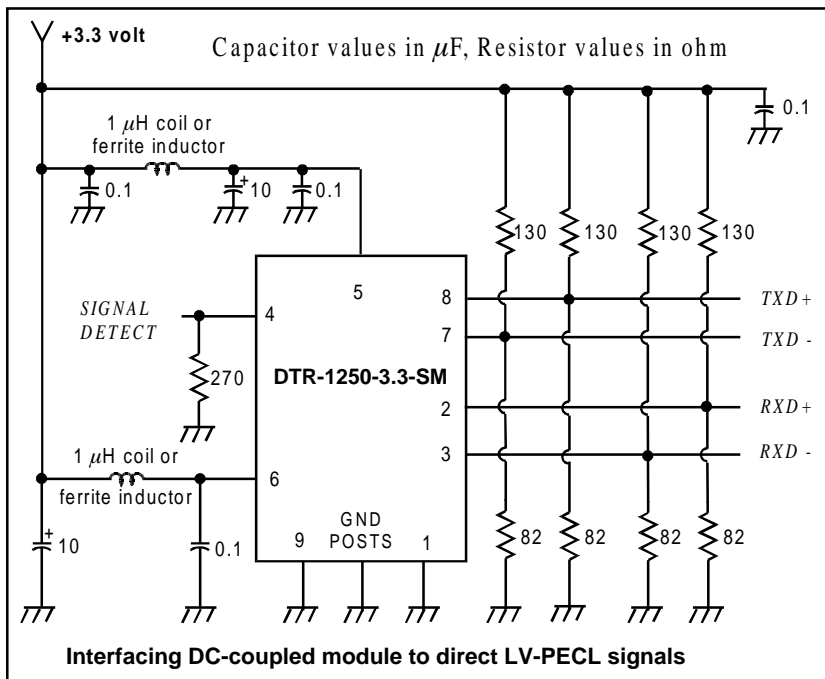 +3.3 volt
Capacitor values in μF, Resistor values in ohm
0.1
1 μH coil or
ferrite inductor
0.1
+
10
0.1
130
130
130
130
5
SIGNAL
DETECT
4
8
TXD+
7
TXD -
270
DTR-1250-3.3-SM
2
RXD+
3
RXD -
1 μH coil or
ferrite inductor
6
+
10
0.1
9
GND
POSTS
1
82
82
82
82
Interfacing DC-coupled module to direct LV-PECL signals